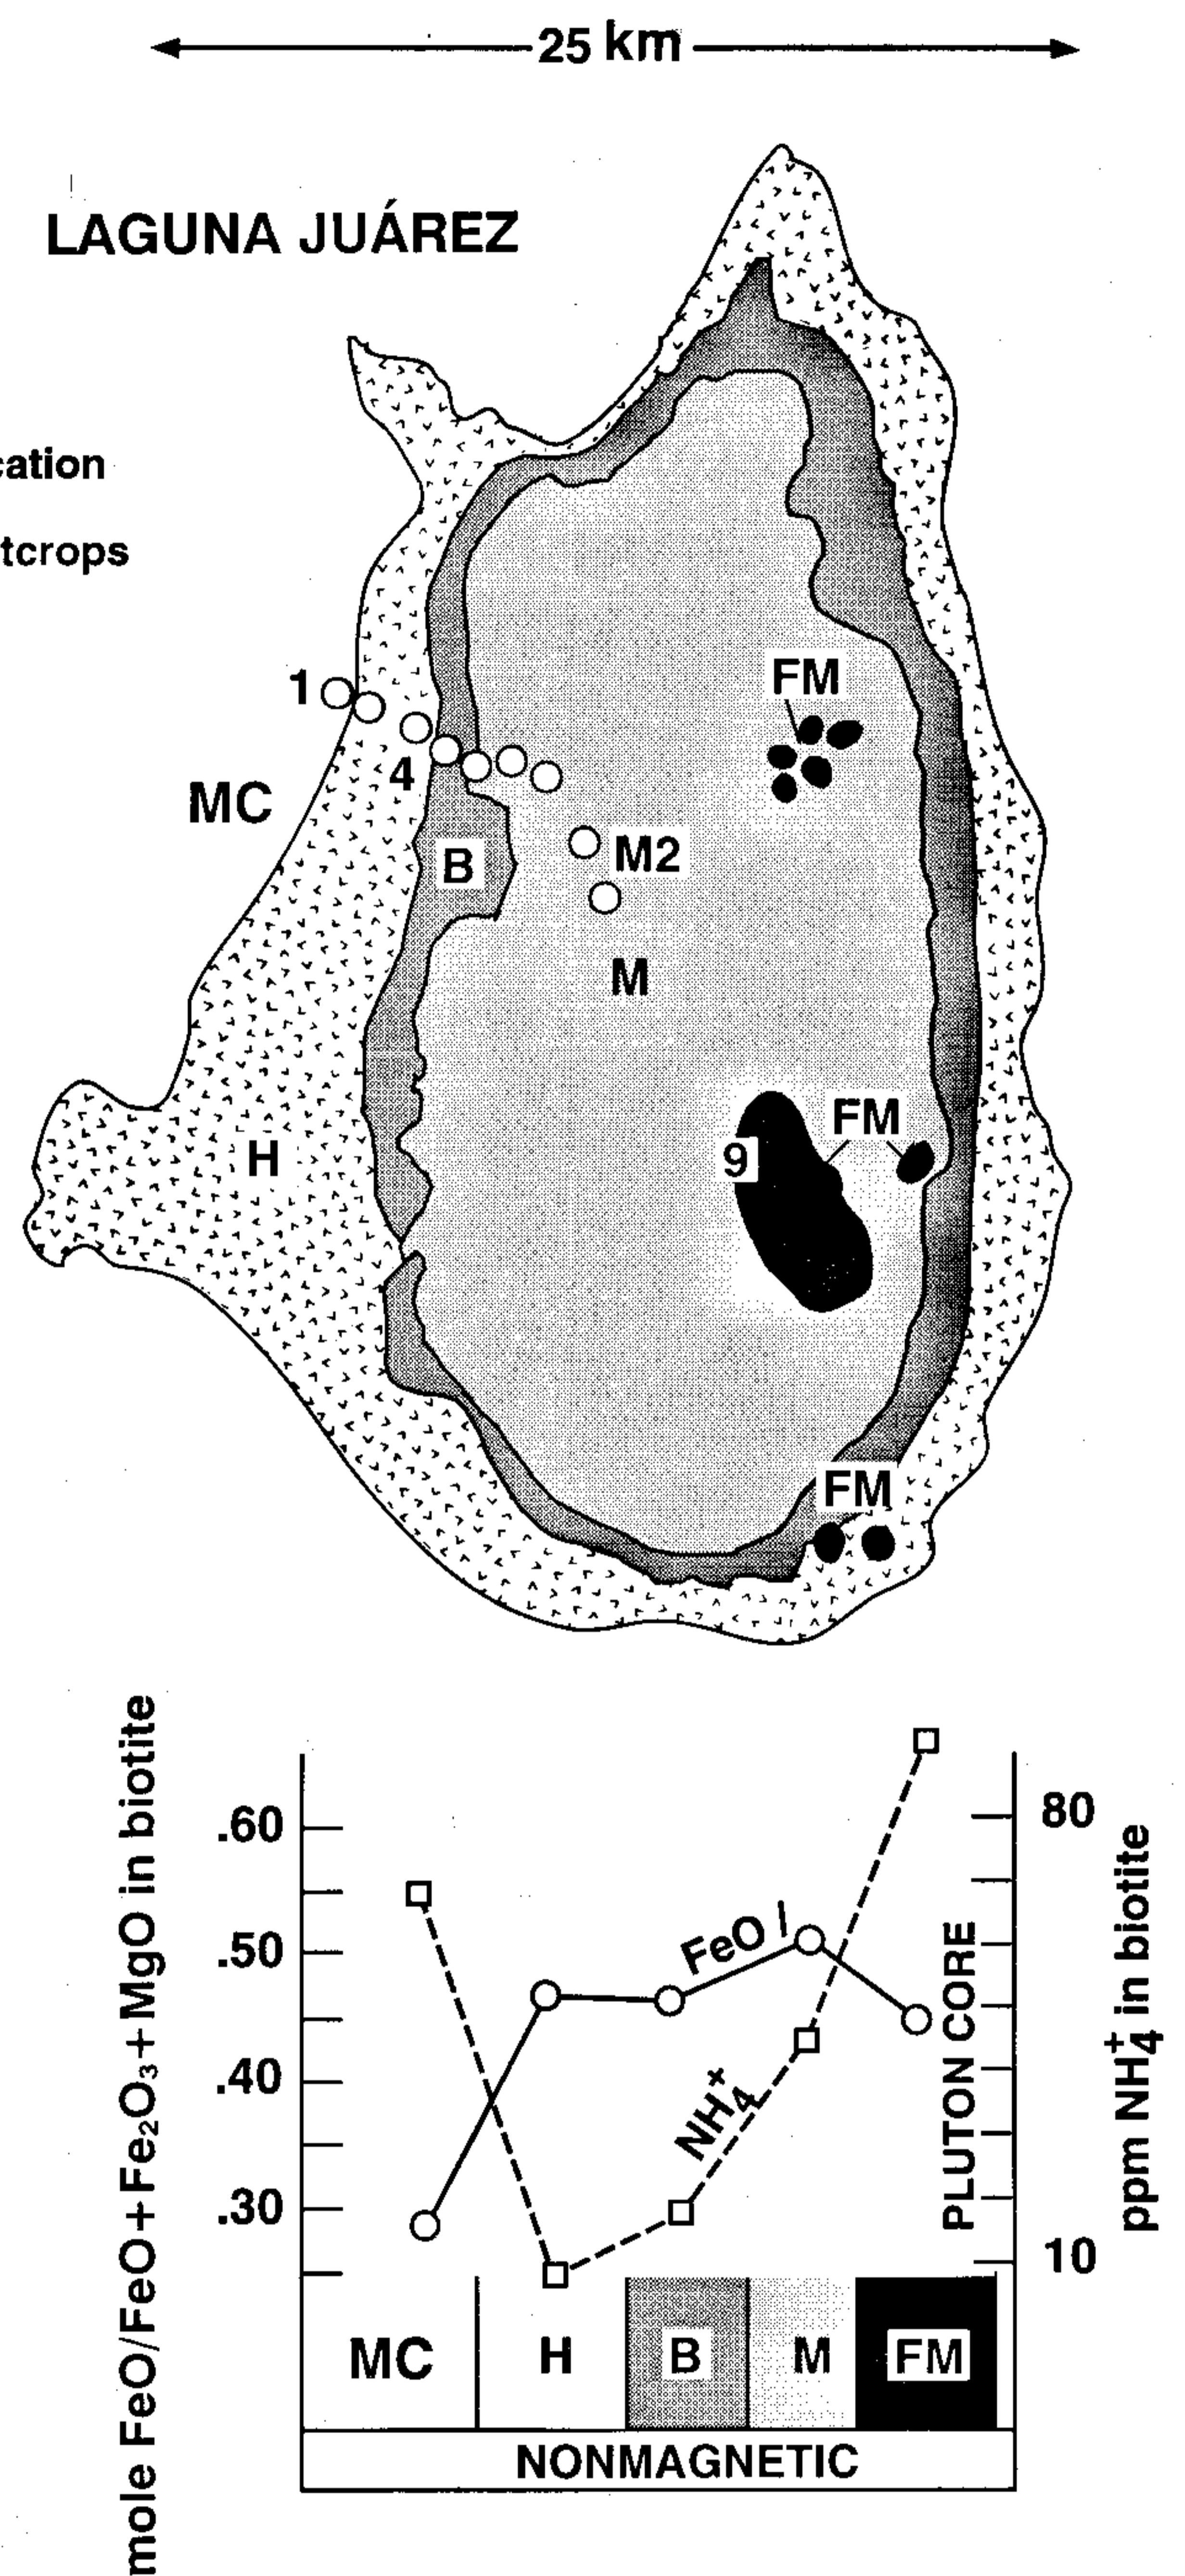 25 km
LAGUNA JUÁREZ
cation
tcrops
FM
1
4
MC
M2
B
M
FM
9
H
FM
mole FeO/FeO+Fe₂O₃+MgO in biotite
.60
.50
.40
.30
FeO
NH₄⁺
PLUTON CORE
80
10
ppm NH₄⁺ in biotite
MC H B M FM
NONMAGNETIC